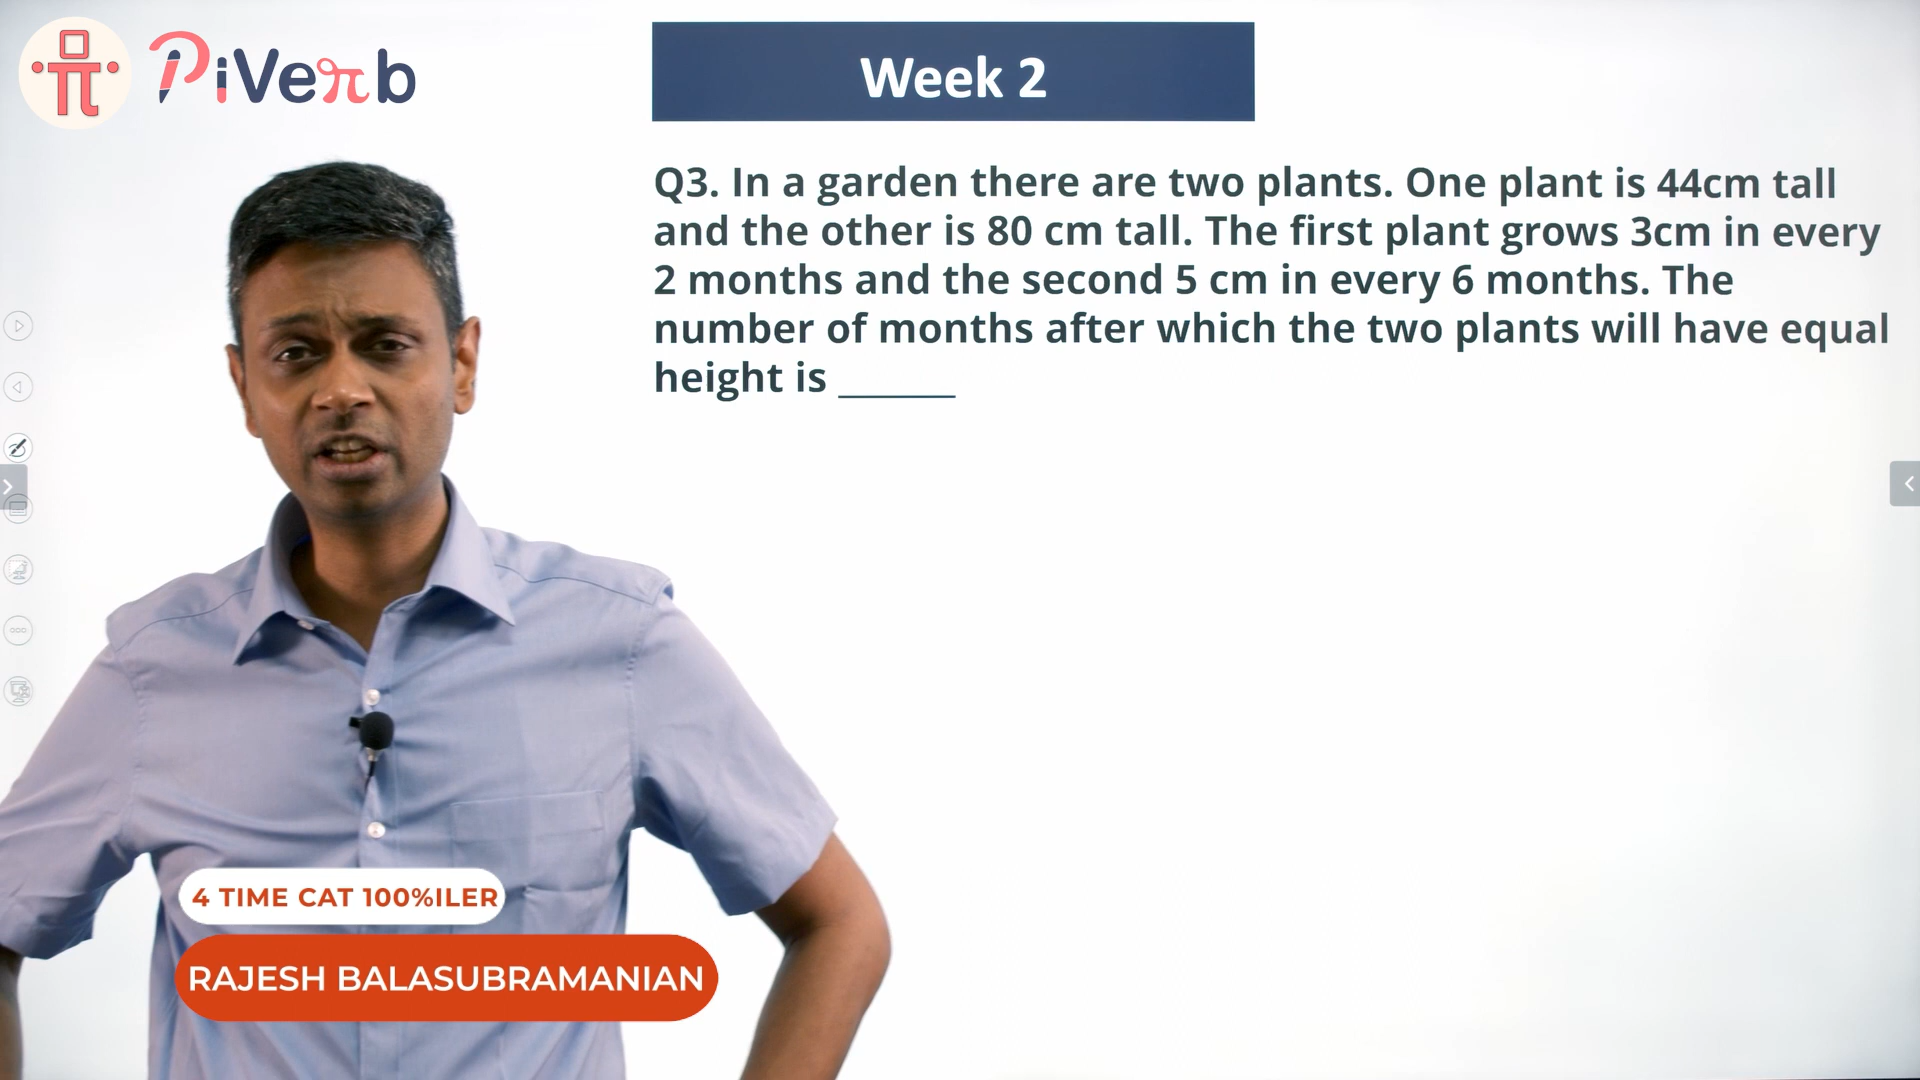 PiVerb
Week 2
Q3. In a garden there are two plants. One plant is 44cm tall
and the other is 80 cm tall. The first plant grows 3cm in every
2 months and the second 5 cm in every 6 months. The
number of months after which the two plants will have equal
height is ______
4 TIME CAT 100%ILER
RAJESH BALASUBRAMANIAN